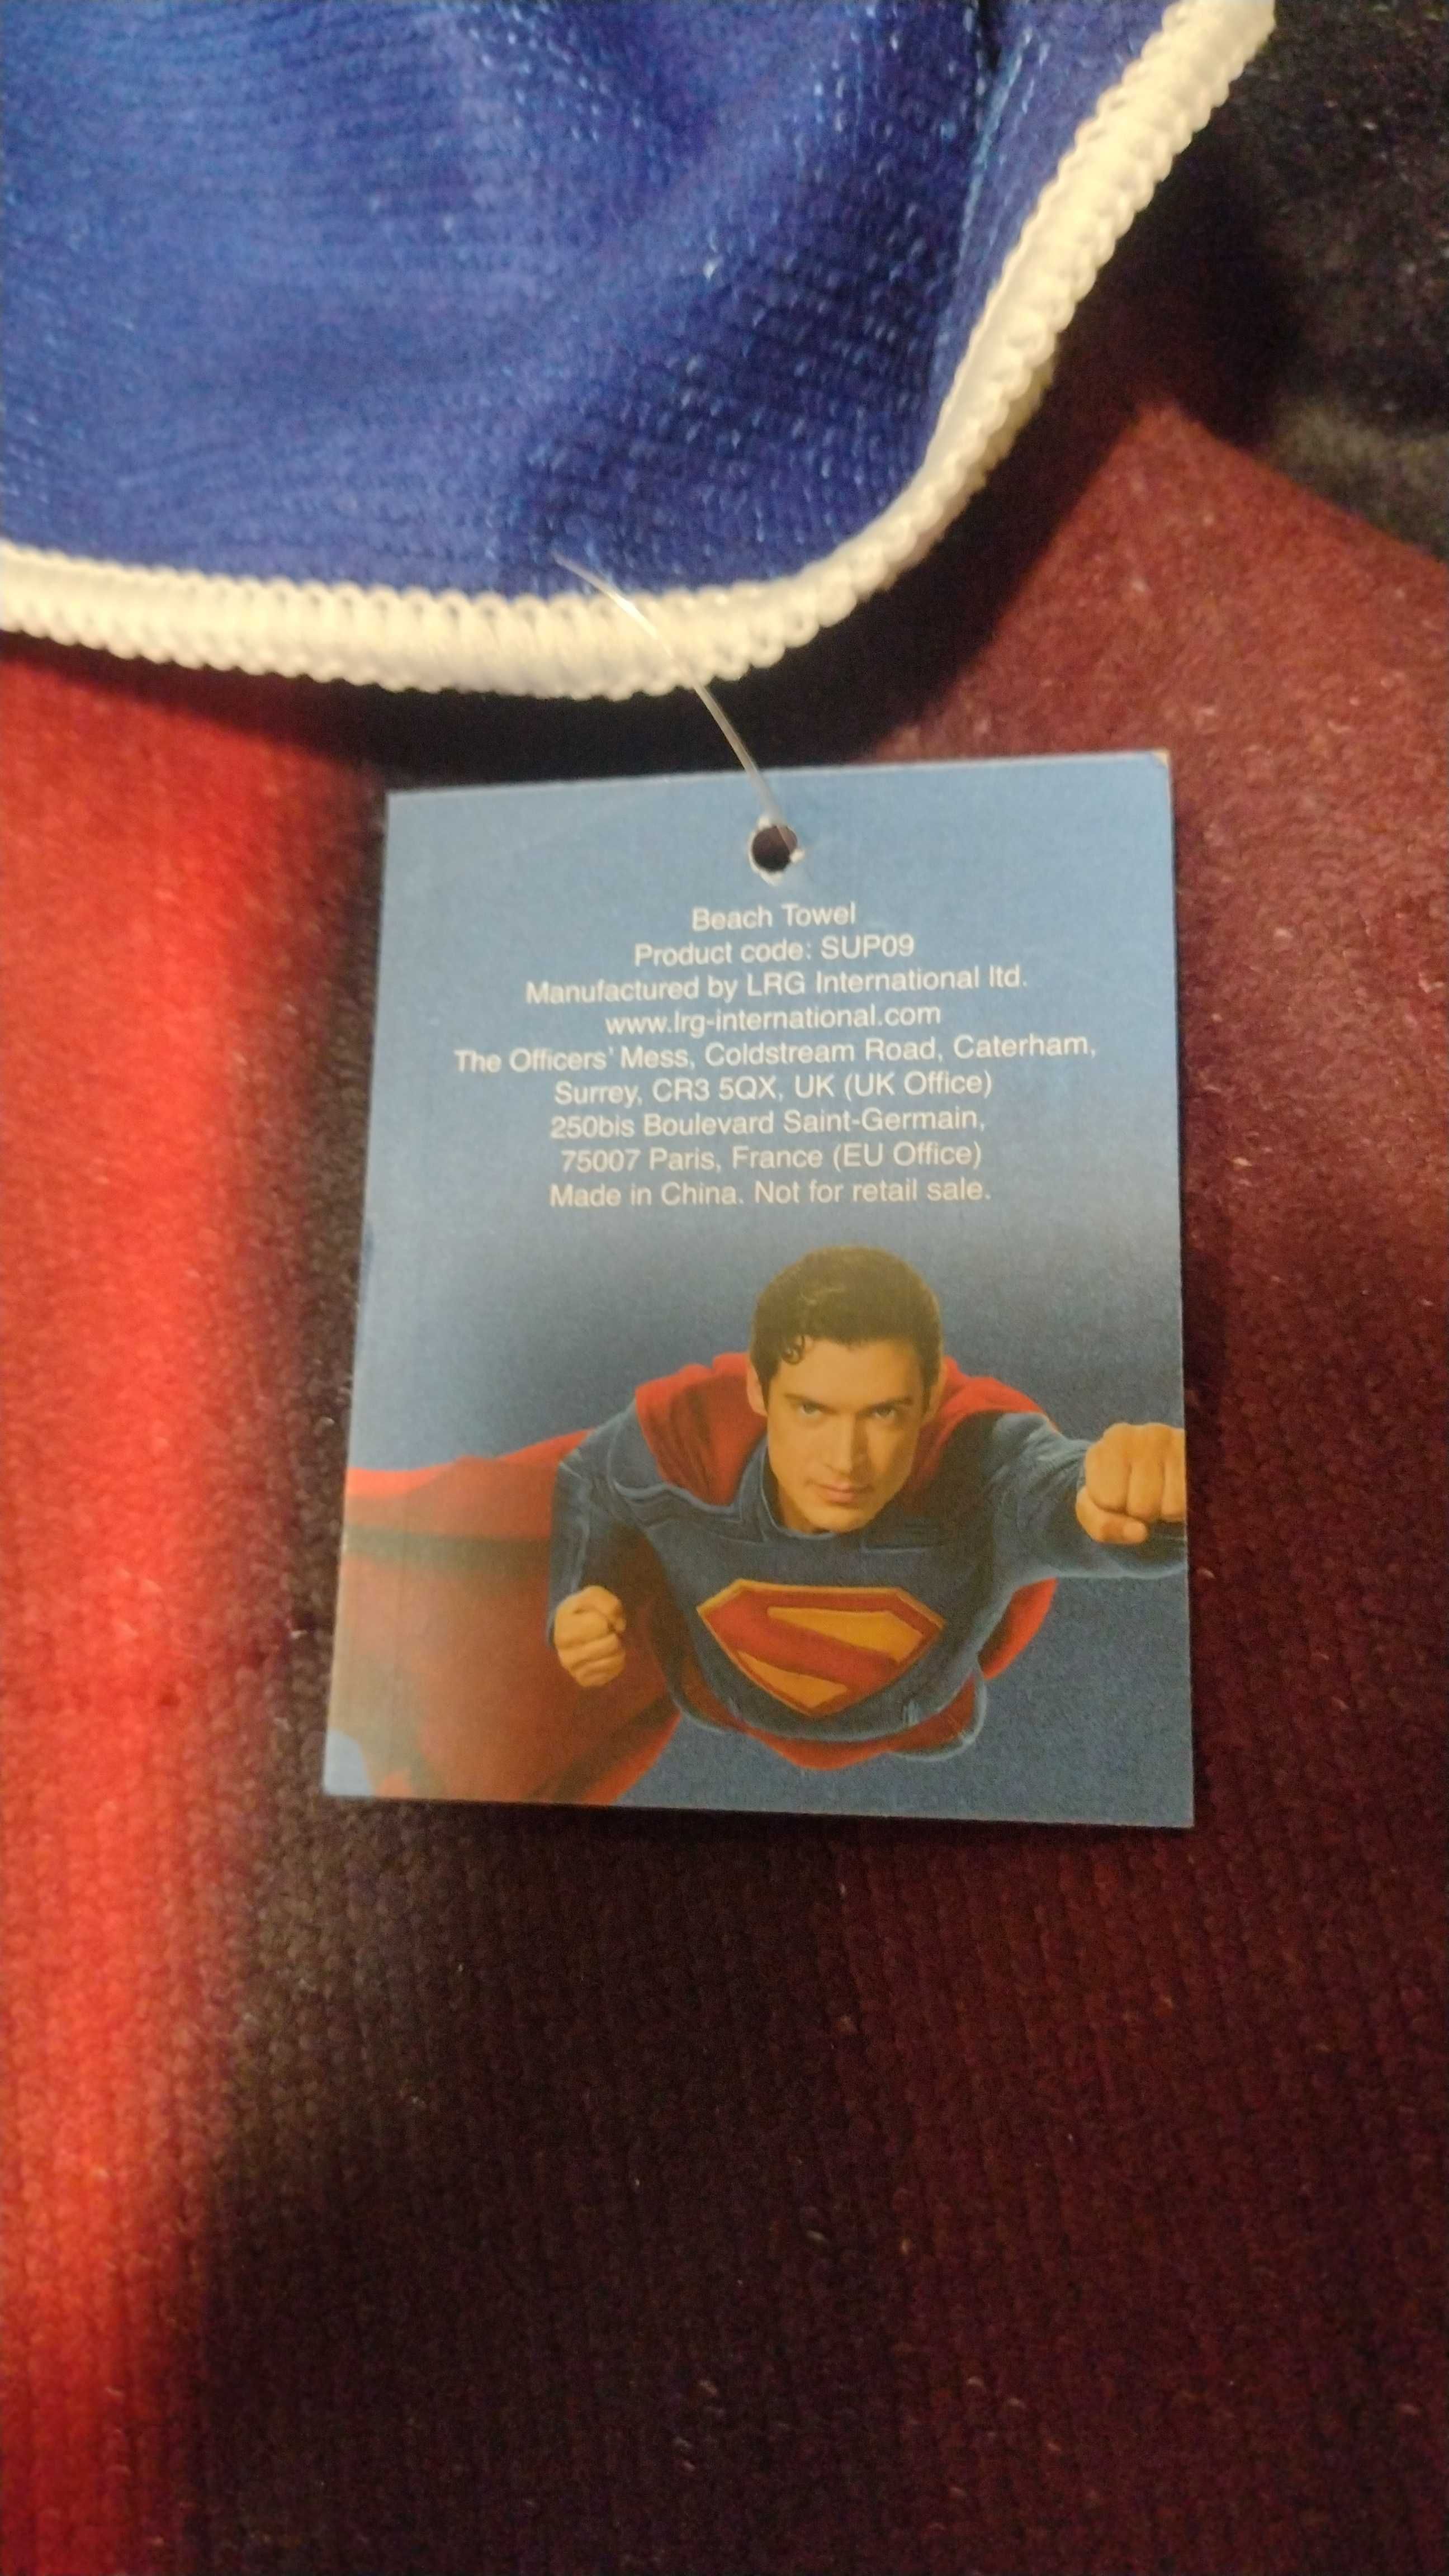 Beach Towel
Product code: SUP09
Manufactured by LRG International ltd.
www.lrg-international.com
The Officers' Mess, Coldstream Road, Caterham,
Surrey, CR3 5QX, UK (UK Office)
250bis Boulevard Saint-Germain,
75007 Paris, France (EU Office)
Made in China. Not for retail sale.